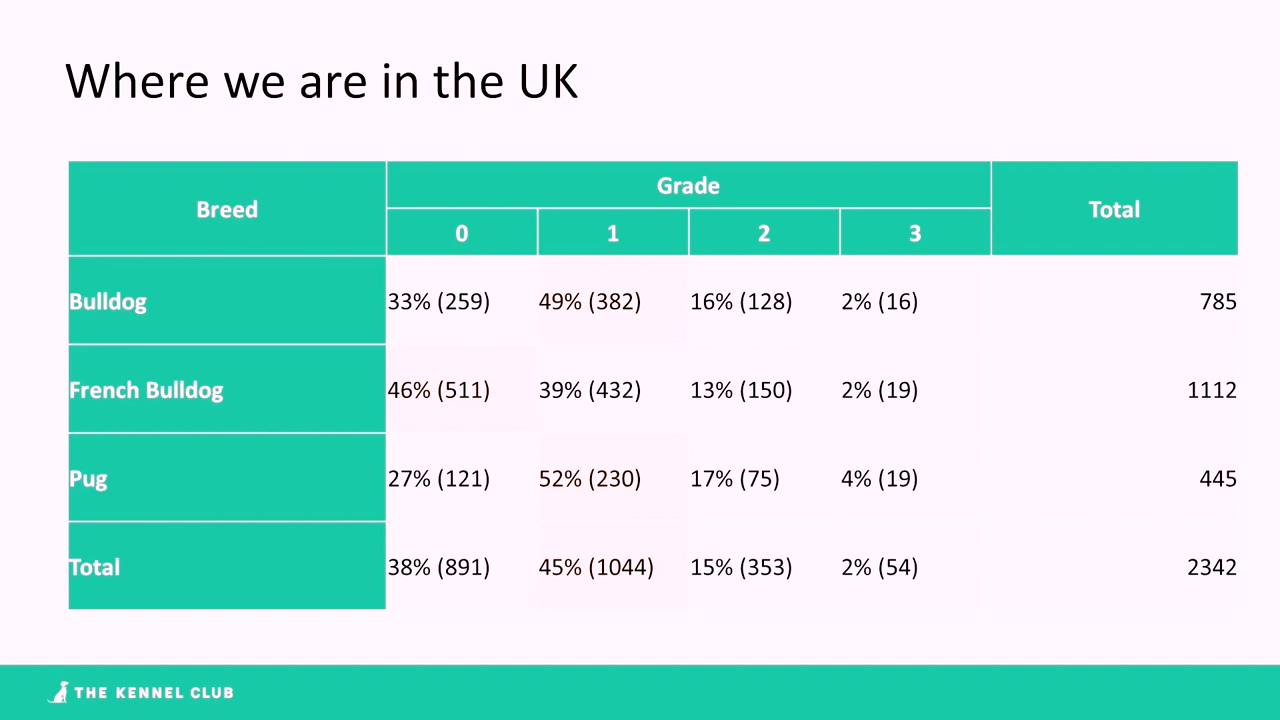 Where we are in the UK
Breed Grade Total
0 1 2 3
Bulldog 33% (259) 49% (382) 16% (128) 2% (16) 785
French Bulldog 46% (511) 39% (432) 13% (150) 2% (19) 1112
Pug 27% (121) 52% (230) 17% (75) 4% (19) 445
Total 38% (891) 45% (1044) 15% (353) 2% (54) 2342
THE KENNEL CLUB